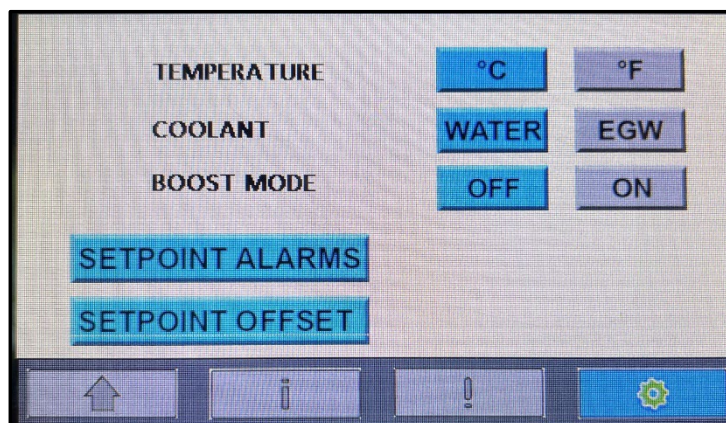 TEMPERATURE °C °F
COOLANT WATER EGW
BOOST MODE OFF ON
SETPOINT ALARMS
SETPOINT OFFSET
i !